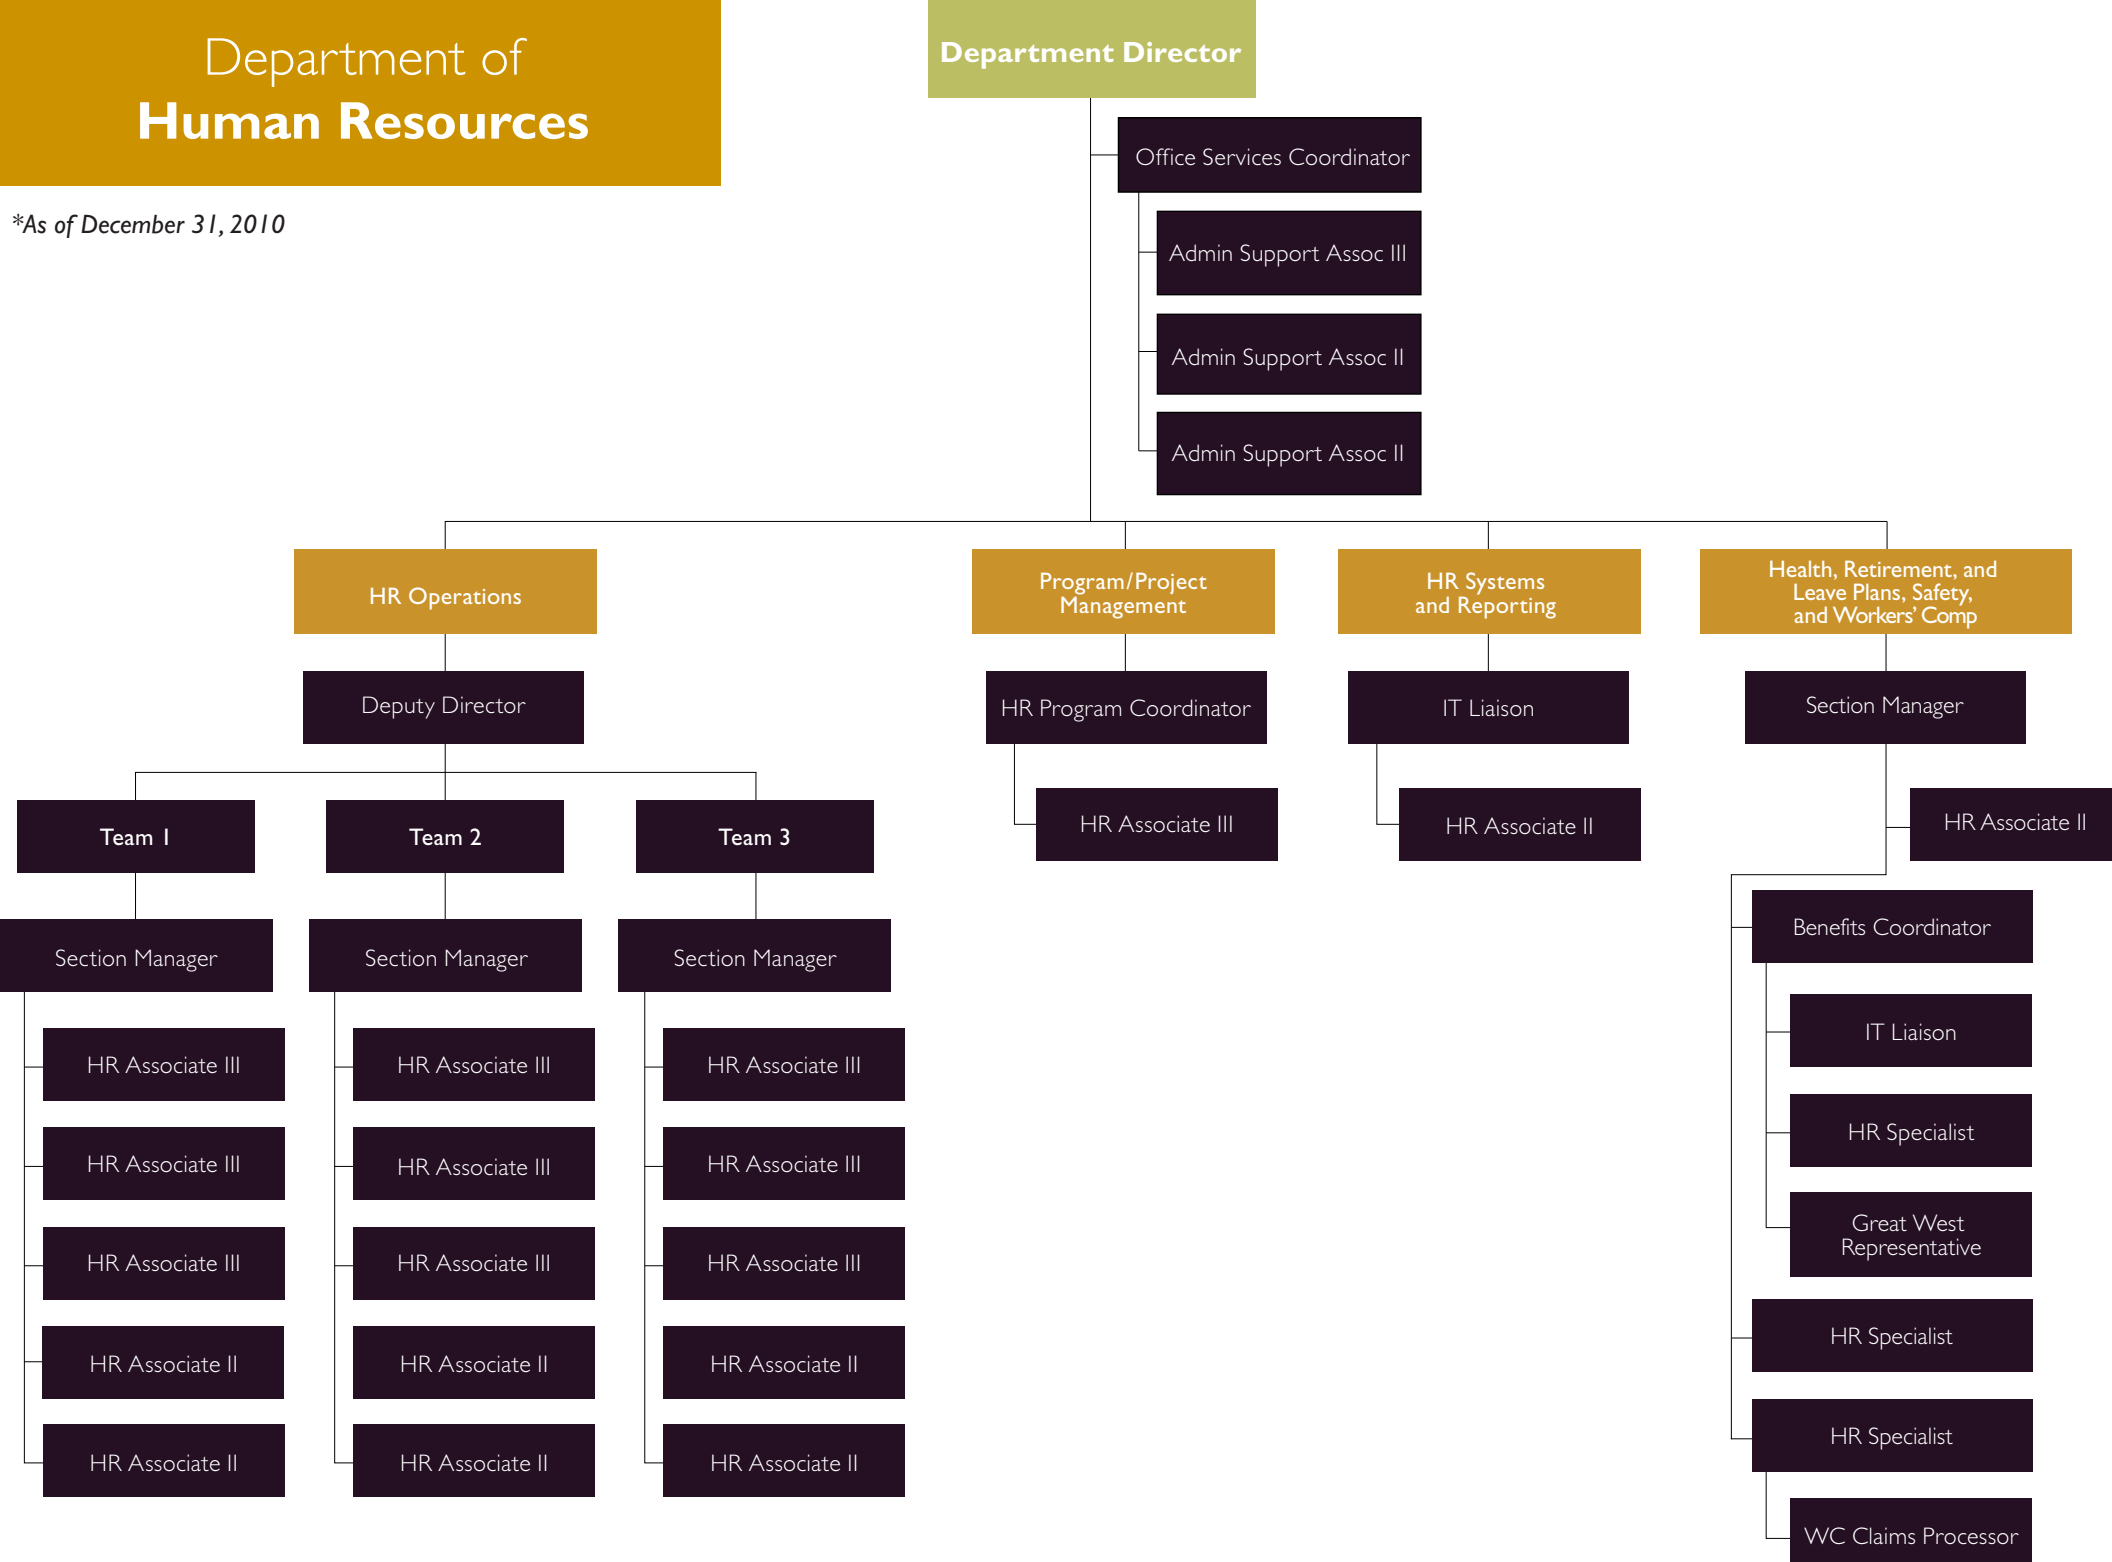 Department of
Human Resources
*As of December 31, 2010
Department Director
Office Services Coordinator
Admin Support Assoc III
Admin Support Assoc II
Admin Support Assoc II
HR Operations
Deputy Director
Team 1
Section Manager
HR Associate III
HR Associate III
HR Associate III
HR Associate II
HR Associate II
Team 2
Section Manager
HR Associate III
HR Associate III
HR Associate III
HR Associate II
HR Associate II
Team 3
Section Manager
HR Associate III
HR Associate III
HR Associate III
HR Associate II
HR Associate II
Program/Project
Management
HR Program Coordinator
HR Associate III
HR Systems
and Reporting
IT Liaison
HR Associate II
Health, Retirement, and
Leave Plans, Safety,
and Workers' Comp
Section Manager
HR Associate II
Benefits Coordinator
IT Liaison
HR Specialist
Great West
Representative
HR Specialist
HR Specialist
WC Claims Processor